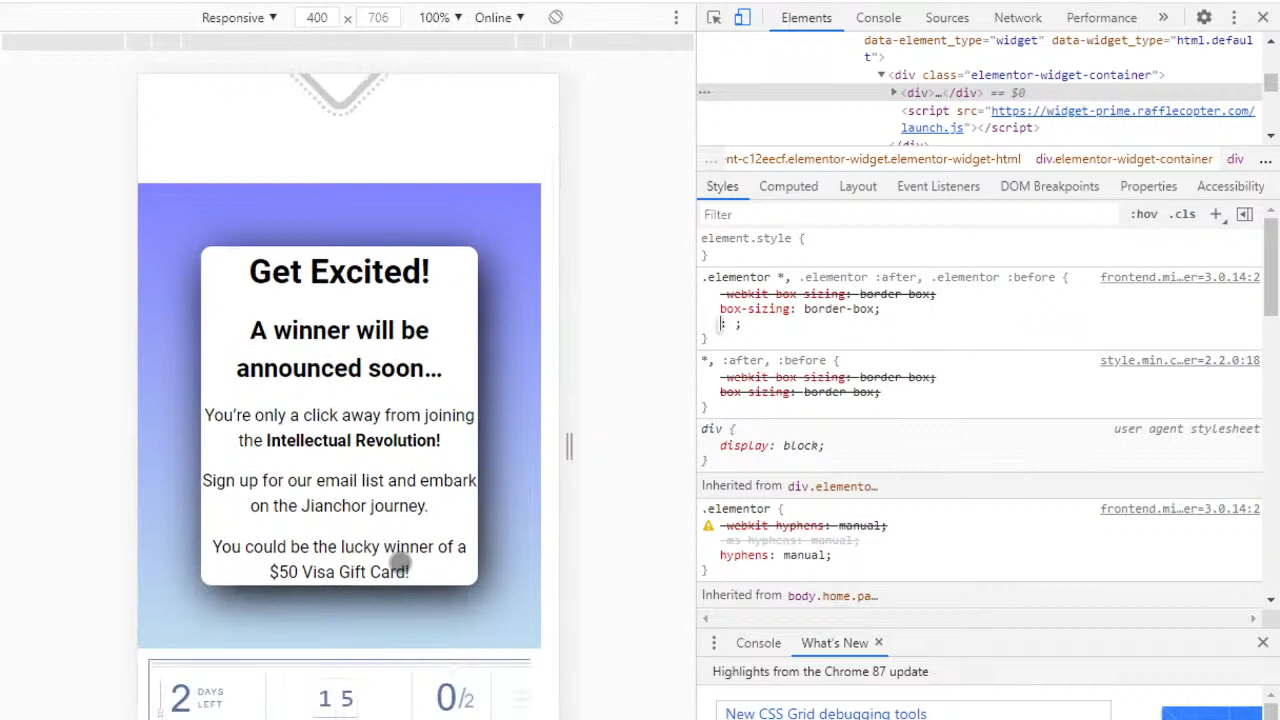 Responsive ▼ 400 × 706 100% ▼ Online ▼
Elements Console Sources Network Performance »
data-element_type="widget" data-widget_type="html.defaul
t">
▼<div class="elementor-widget-container">
… ▶<div>…</div> == $0
<script src="https://widget-prime.rafflecopter.com/
launch.js"></script>
… nt-c12eecf.elementor-widget.elementor-widget-html div.elementor-widget-container div …
Styles Computed Layout Event Listeners DOM Breakpoints Properties Accessibility
Filter :hov .cls +
element.style {
}
.elementor *, .elementor :after, .elementor :before { frontend.mi…er=3.0.14:2
-webkit-box-sizing: border-box;
box-sizing: border-box;
: ;
}
*, :after, :before { style.min.c…er=2.2.0:18
-webkit-box-sizing: border-box;
box-sizing: border-box;
}
div { user agent stylesheet
display: block;
}
Inherited from div.elemento…
.elementor { frontend.mi…er=3.0.14:2
-webkit-hyphens: manual;
-ms-hyphens: manual;
hyphens: manual;
}
Inherited from body.home.pa…
Console What's New ×
Highlights from the Chrome 87 update
New CSS Grid debugging tools
Get Excited!
A winner will be
announced soon…
You're only a click away from joining
the Intellectual Revolution!
Sign up for our email list and embark
on the Jianchor journey.
You could be the lucky winner of a
$50 Visa Gift Card!
2 DAYS LEFT 15 0/2